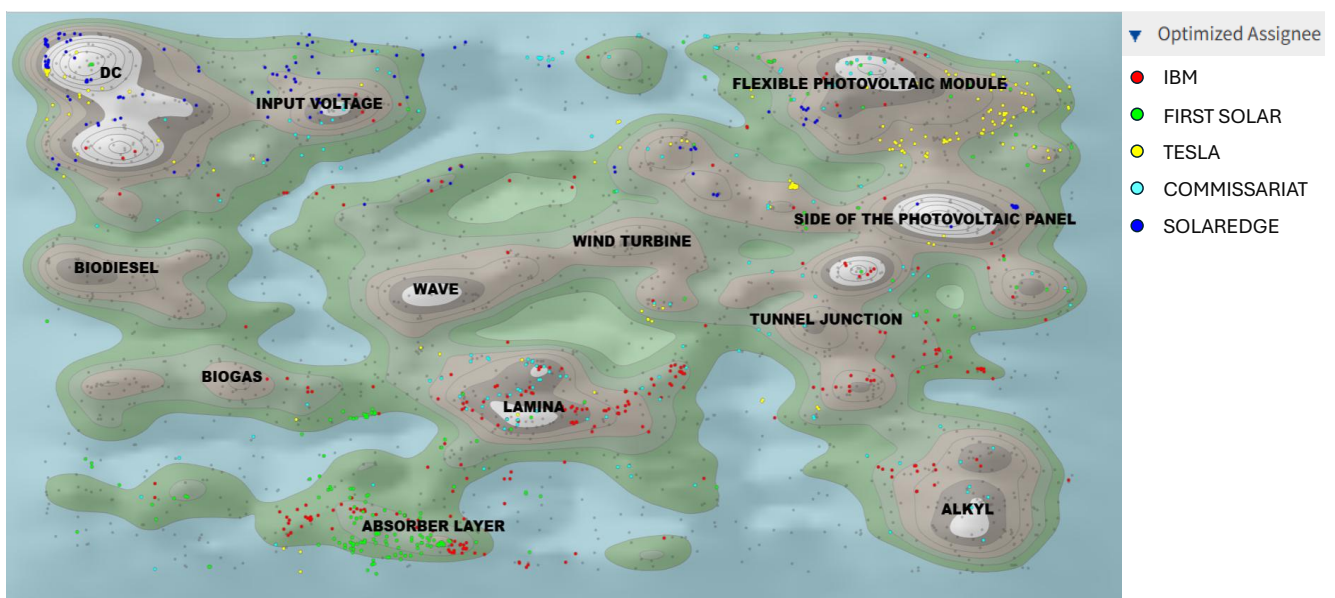 DC
INPUT VOLTAGE
FLEXIBLE PHOTOVOLTAIC MODULE
SIDE OF THE PHOTOVOLTAIC PANEL
WIND TURBINE
BIODIESEL
WAVE
TUNNEL JUNCTION
BIOGAS
LAMINA
ALKYL
ABSORBER LAYER
Optimized Assignee
IBM
FIRST SOLAR
TESLA
COMMISSARIAT
SOLAREDGE